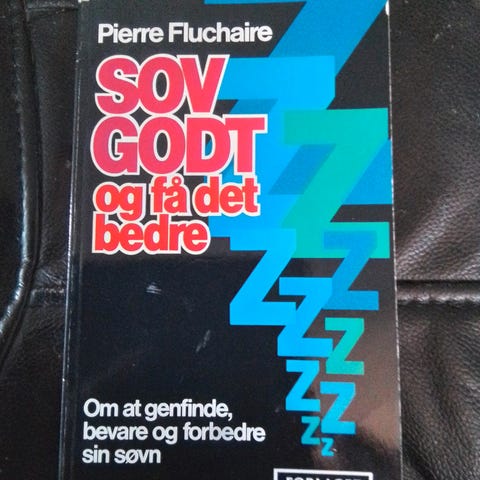 Pierre Fluchaire
SOV
GODT
og få det
bedre
Om at genfinde,
bevare og forbedre
sin søvn